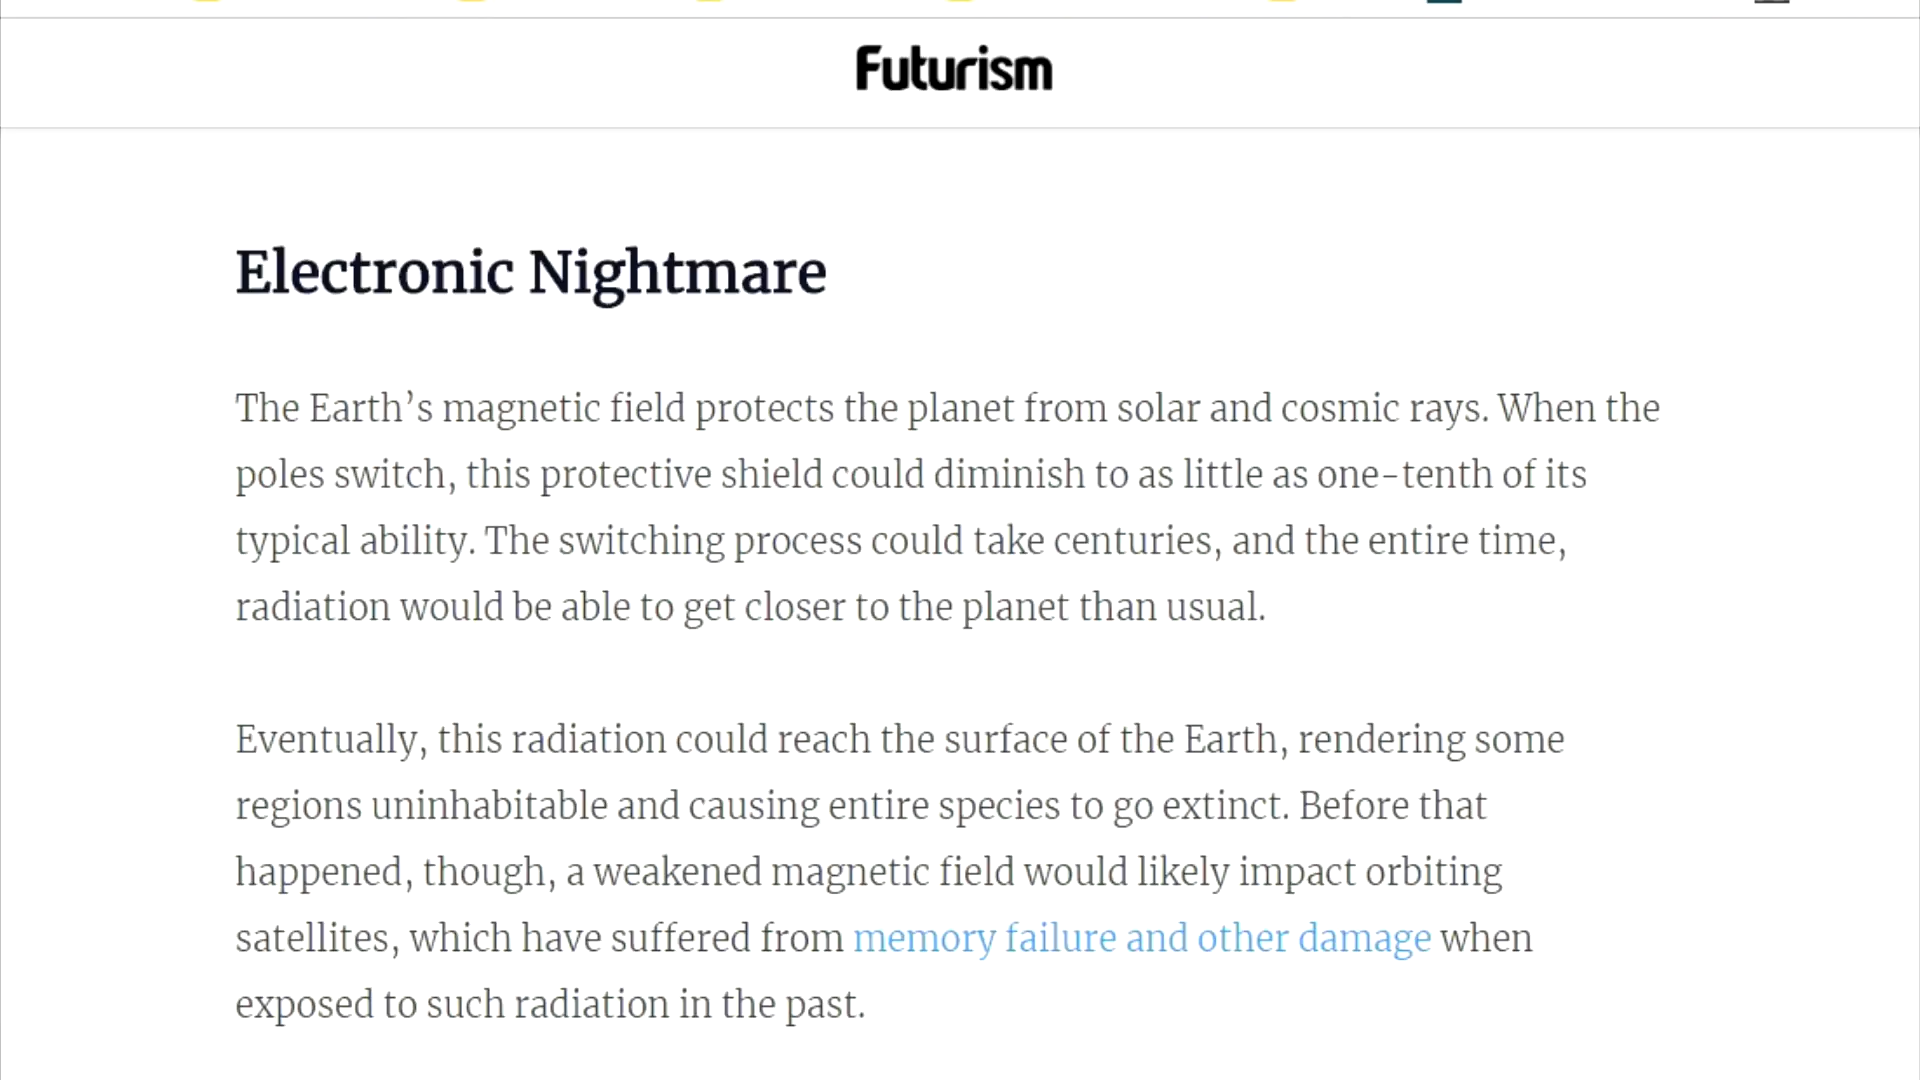 Futurism
Electronic Nightmare
The Earth’s magnetic field protects the planet from solar and cosmic rays. When the
poles switch, this protective shield could diminish to as little as one-tenth of its
typical ability. The switching process could take centuries, and the entire time,
radiation would be able to get closer to the planet than usual.
Eventually, this radiation could reach the surface of the Earth, rendering some
regions uninhabitable and causing entire species to go extinct. Before that
happened, though, a weakened magnetic field would likely impact orbiting
satellites, which have suffered from memory failure and other damage when
exposed to such radiation in the past.